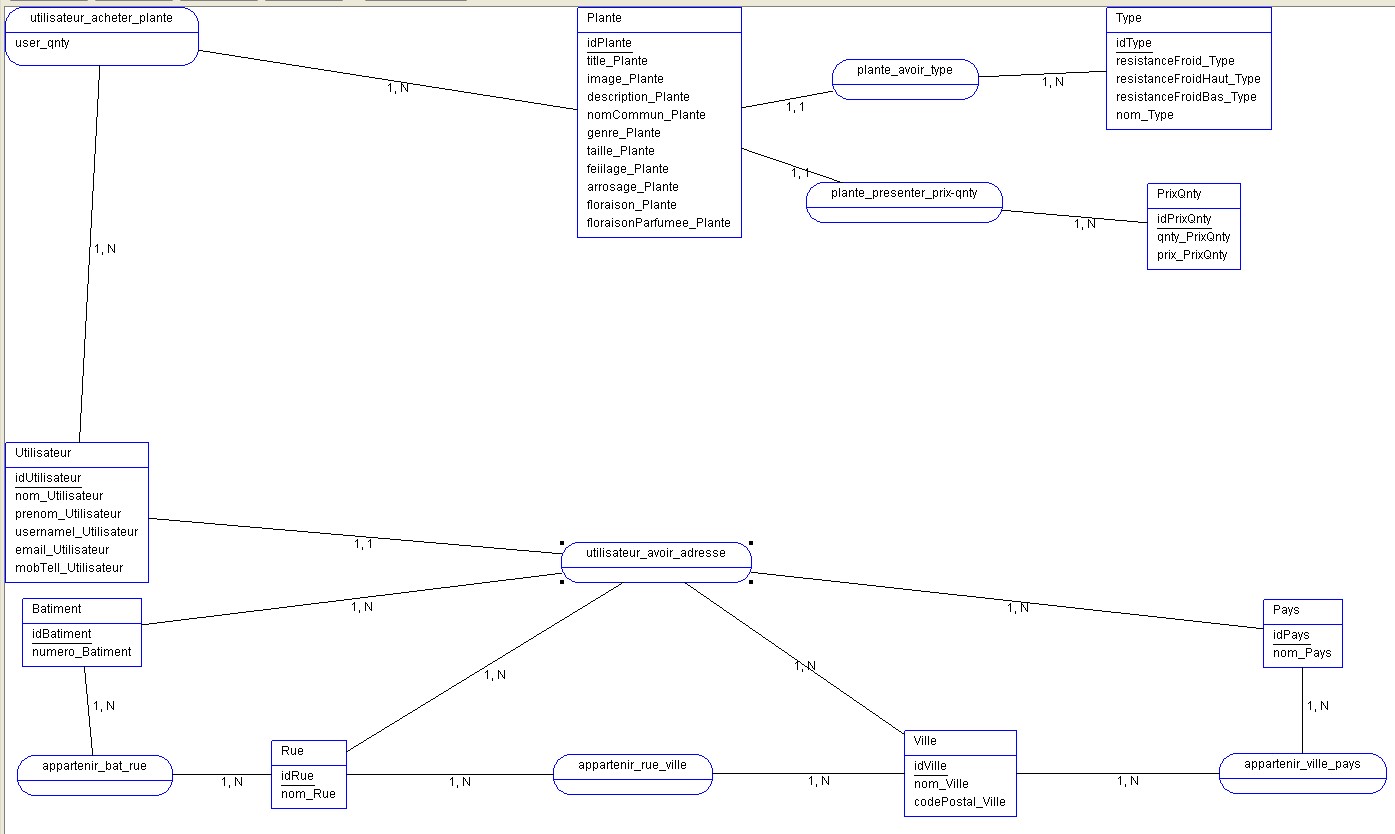 utilisateur_acheter_plante
user_qnty
1, N
1, N
Plante
idPlante
title_Plante
image_Plante
description_Plante
nomCommun_Plante
genre_Plante
taille_Plante
feiilage_Plante
arrosage_Plante
floraison_Plante
floraisonParfumee_Plante
1, 1
plante_avoir_type
1, N
Type
idType
resistanceFroid_Type
resistanceFroidHaut_Type
resistanceFroidBas_Type
nom_Type
1, 1
plante_presenter_prix-qnty
1, N
PrixQnty
idPrixQnty
qnty_PrixQnty
prix_PrixQnty
Utilisateur
idUtilisateur
nom_Utilisateur
prenom_Utilisateur
usernamel_Utilisateur
email_Utilisateur
mobTell_Utilisateur
1, 1
utilisateur_avoir_adresse
1, N
1, N
1, N
1, N
Batiment
idBatiment
numero_Batiment
1, N
appartenir_bat_rue
1, N
Rue
idRue
nom_Rue
1, N
appartenir_rue_ville
1, N
Ville
idVille
nom_Ville
codePostal_Ville
1, N
appartenir_ville_pays
1, N
Pays
idPays
nom_Pays